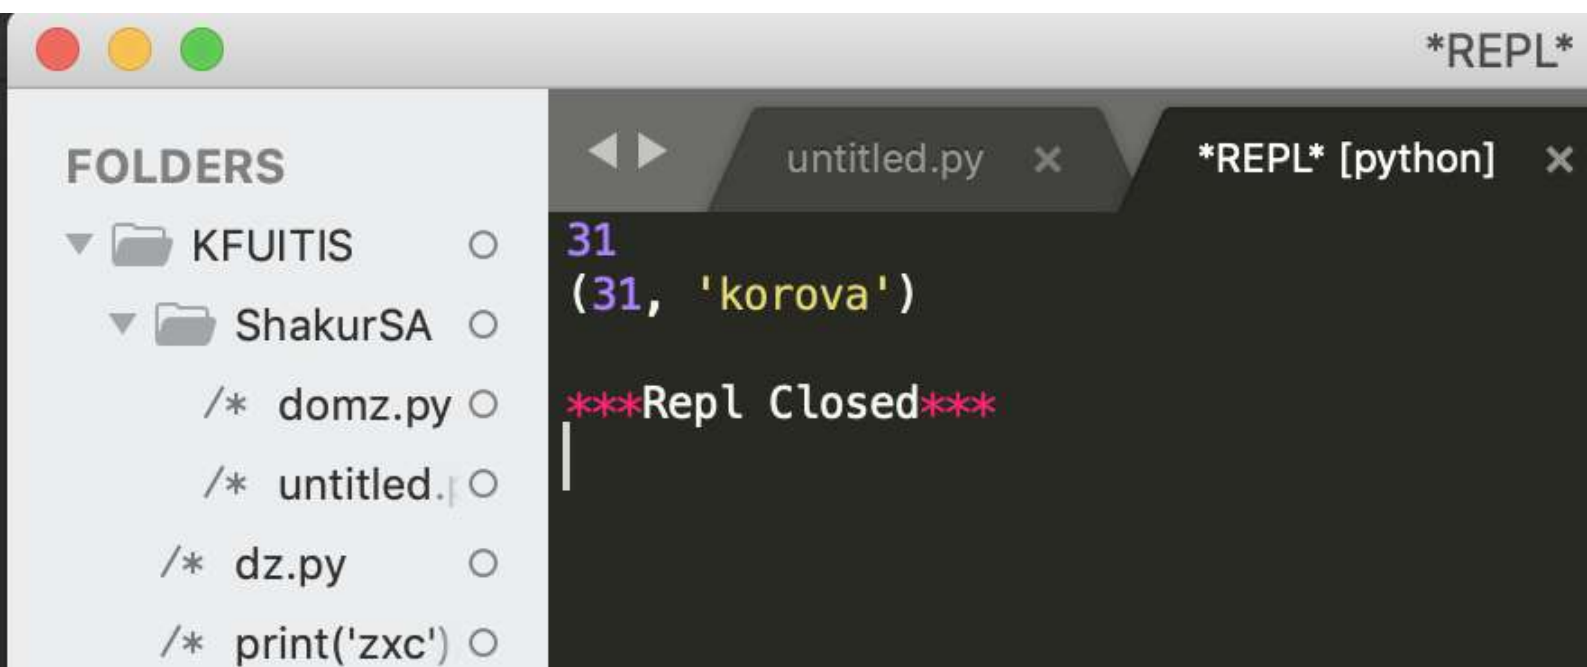 *REPL*
FOLDERS
KFUITIS
ShakurSA
/* domz.py
/* untitled.
/* dz.py
/* print('zxc')
untitled.py ×
*REPL* [python] ×
31
(31, 'korova')
***Repl Closed***